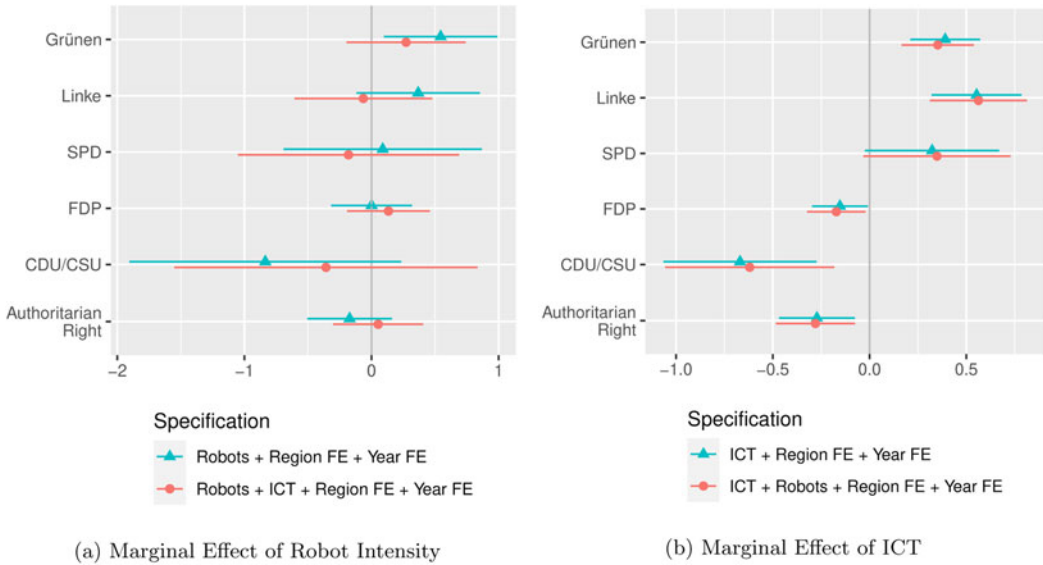 Grünen
Linke
SPD
FDP
CDU/CSU
Authoritarian
Right
−2
−1
0
1
Specification
Robots + Region FE + Year FE
Robots + ICT + Region FE + Year FE
(a) Marginal Effect of Robot Intensity
Grünen
Linke
SPD
FDP
CDU/CSU
Authoritarian
Right
−1.0
−0.5
0.0
0.5
Specification
ICT + Region FE + Year FE
ICT + Robots + Region FE + Year FE
(b) Marginal Effect of ICT